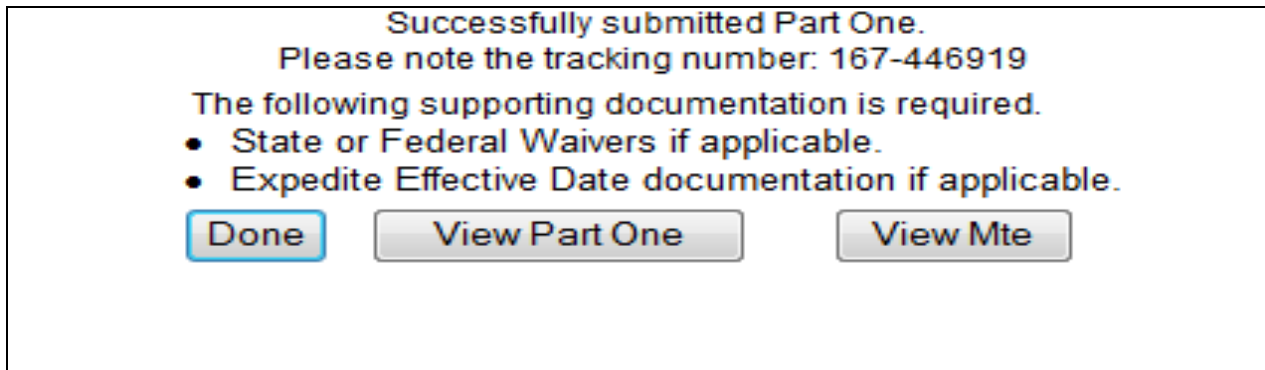 Successfully submitted Part One.
Please note the tracking number: 167-446919
The following supporting documentation is required.
• State or Federal Waivers if applicable.
• Expedite Effective Date documentation if applicable.
Done View Part One View Mte